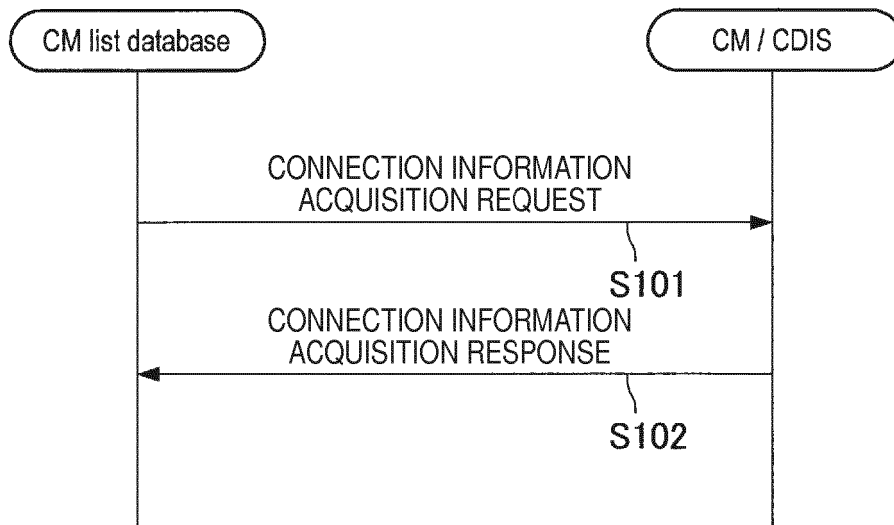 CM list database
CM / CDIS
CONNECTION INFORMATION
ACQUISITION REQUEST
S101
CONNECTION INFORMATION
ACQUISITION RESPONSE
S102